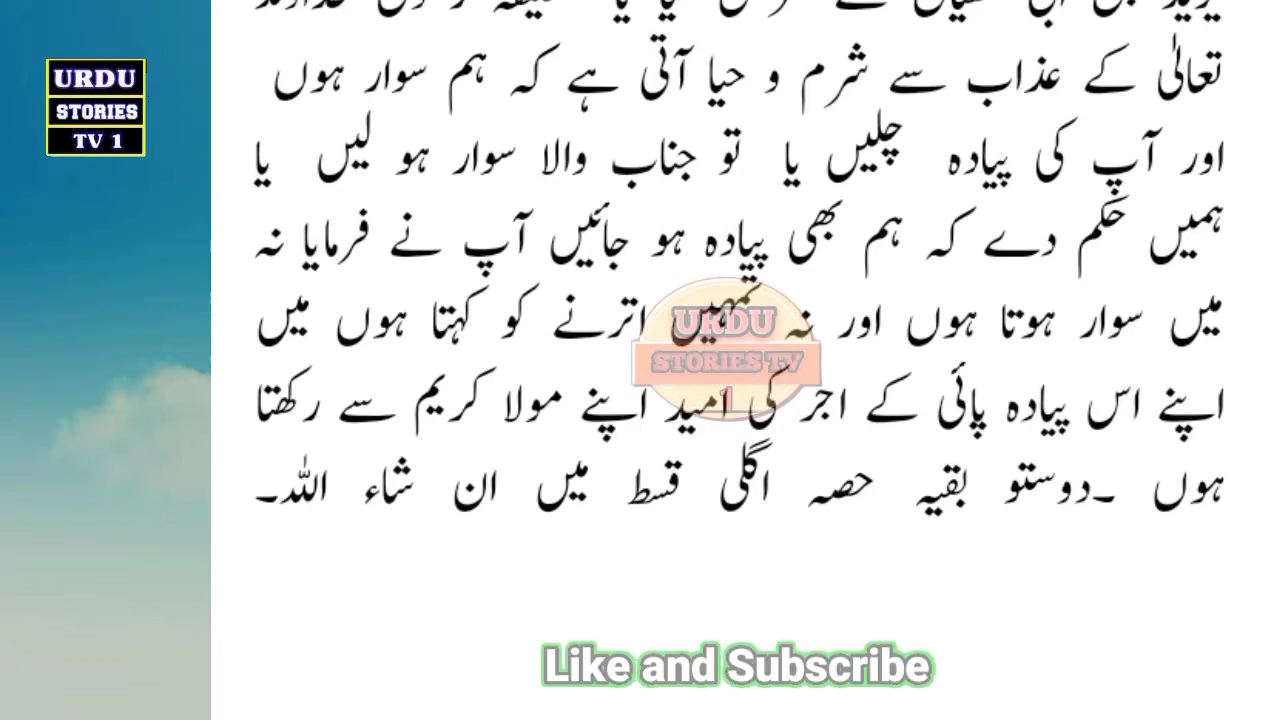 URDU
STORIES
TV 1
تعالیٰ کے عذاب سے شرم و حیا آتی ہے کہ ہم سوار ہوں
اور آپ کی پیادہ چلیں یا تو جناب والا سوار ہو لیں یا
ہمیں حکم دے کہ ہم بھی پیادہ ہو جائیں آپ نے فرمایا نہ
میں سوار ہوتا ہوں اور نہ تمہیں اترنے کو کہتا ہوں میں
اپنے اس پیادہ پائی کے اجر کی امید اپنے مولا کریم سے رکھتا
ہوں ۔دوستو بقیہ حصہ اگلی قسط میں ان شاء اللہ۔
URDU
STORIES TV
1
Like and Subscribe